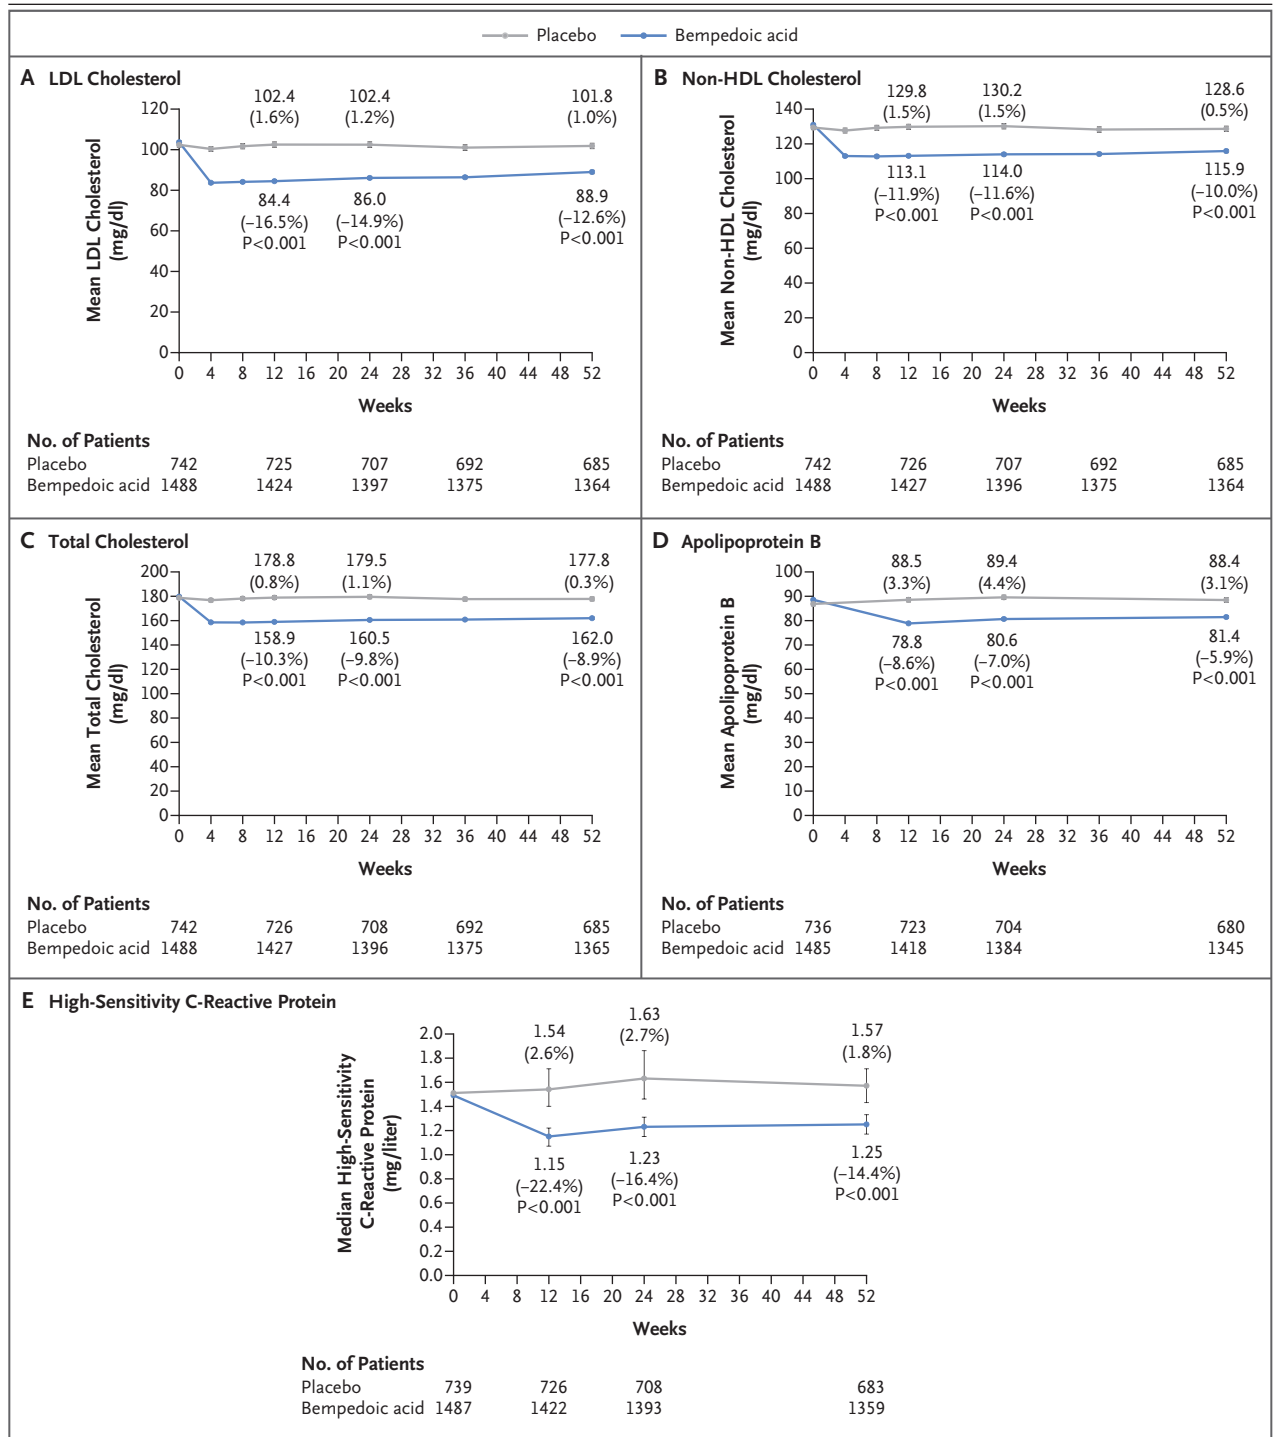 Placebo Bempedoic acid
A LDL Cholesterol
102.4 102.4 101.8
(1.6%) (1.2%) (1.0%)
120
100
80
60
40
20
0
Mean LDL Cholesterol
(mg/dl)
84.4 86.0 88.9
(–16.5%) (–14.9%) (–12.6%)
P<0.001 P<0.001 P<0.001
0 4 8 12 16 20 24 28 32 36 40 44 48 52
Weeks
No. of Patients
Placebo 742 725 707 692 685
Bempedoic acid 1488 1424 1397 1375 1364
B Non-HDL Cholesterol
129.8 130.2 128.6
(1.5%) (1.5%) (0.5%)
140
120
100
80
60
40
20
0
Mean Non-HDL Cholesterol
(mg/dl)
113.1 114.0 115.9
(–11.9%) (–11.6%) (–10.0%)
P<0.001 P<0.001 P<0.001
0 4 8 12 16 20 24 28 32 36 40 44 48 52
Weeks
No. of Patients
Placebo 742 726 707 692 685
Bempedoic acid 1488 1427 1396 1375 1364
C Total Cholesterol
178.8 179.5 177.8
(0.8%) (1.1%) (0.3%)
200
180
160
140
120
100
80
60
40
20
0
Mean Total Cholesterol
(mg/dl)
158.9 160.5 162.0
(–10.3%) (–9.8%) (–8.9%)
P<0.001 P<0.001 P<0.001
0 4 8 12 16 20 24 28 32 36 40 44 48 52
Weeks
No. of Patients
Placebo 742 726 708 692 685
Bempedoic acid 1488 1427 1396 1375 1365
D Apolipoprotein B
88.5 89.4 88.4
(3.3%) (4.4%) (3.1%)
100
90
80
70
60
50
40
30
20
10
0
Mean Apolipoprotein B
(mg/dl)
78.8 80.6 81.4
(–8.6%) (–7.0%) (–5.9%)
P<0.001 P<0.001 P<0.001
0 4 8 12 16 20 24 28 32 36 40 44 48 52
Weeks
No. of Patients
Placebo 736 723 704 680
Bempedoic acid 1485 1418 1384 1345
E High-Sensitivity C-Reactive Protein
1.54 1.63 1.57
(2.6%) (2.7%) (1.8%)
2.0
1.8
1.6
1.4
1.2
1.0
0.8
0.6
0.4
0.2
0.0
Median High-Sensitivity
C-Reactive Protein
(mg/liter)
1.15 1.23 1.25
(–22.4%) (–16.4%) (–14.4%)
P<0.001 P<0.001 P<0.001
0 4 8 12 16 20 24 28 32 36 40 44 48 52
Weeks
No. of Patients
Placebo 739 726 708 683
Bempedoic acid 1487 1422 1393 1359